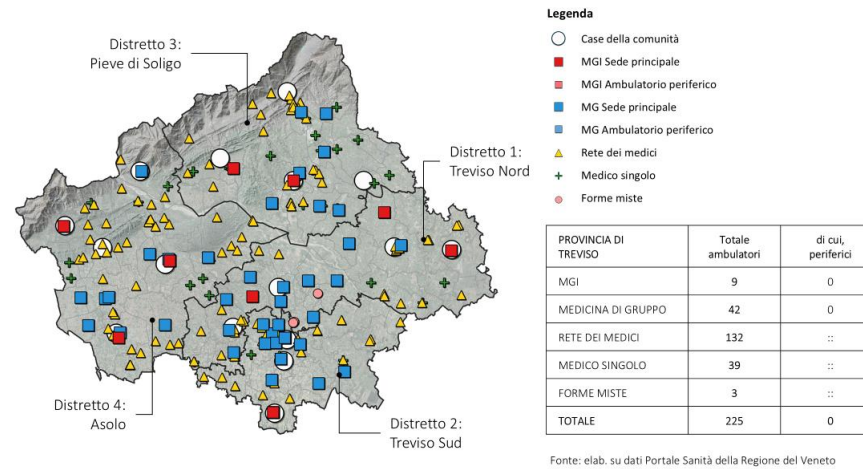 Distretto 3:
Pieve di Soligo
Distretto 1:
Treviso Nord
Distretto 4:
Asolo
Distretto 2:
Treviso Sud
Legenda
Case della comunità
MGI Sede principale
MGI Ambulatorio periferico
MG Sede principale
MG Ambulatorio periferico
Rete dei medici
Medico singolo
Forme miste
PROVINCIA DI TREVISO Totale ambulatori di cui, periferici
MGI 9 0
MEDICINA DI GRUPPO 42 0
RETE DEI MEDICI 132 ::
MEDICO SINGOLO 39 ::
FORME MISTE 3 ::
TOTALE 225 0
Fonte: elab. su dati Portale Sanità della Regione del Veneto